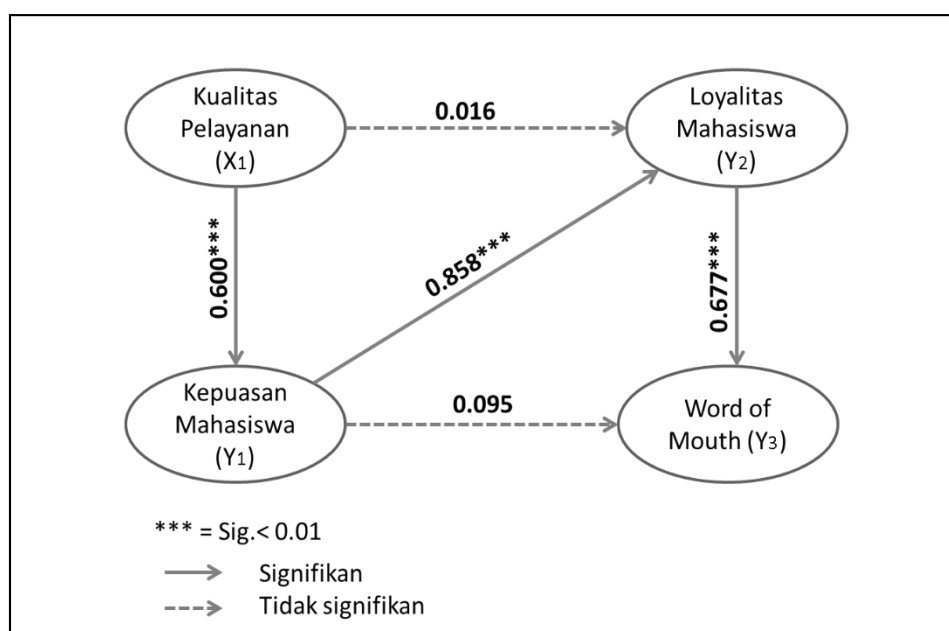 Kualitas
Pelayanan
(X1)
0.016
Loyalitas
Mahasiswa
(Y2)
0.600***
0.858***
0.677***
Kepuasan
Mahasiswa
(Y1)
0.095
Word of
Mouth (Y3)
*** = Sig.< 0.01
Signifikan
Tidak signifikan